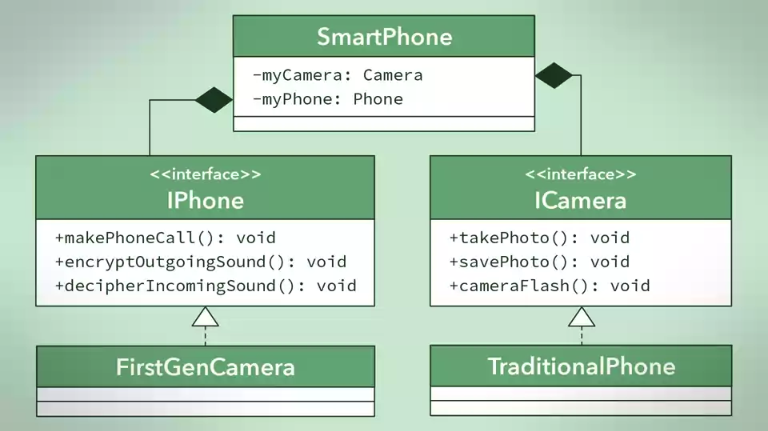 SmartPhone
-myCamera: Camera
-myPhone: Phone
<<interface>>
IPhone
+makePhoneCall(): void
+encryptOutgoingSound(): void
+decipherIncomingSound(): void
<<interface>>
ICamera
+takePhoto(): void
+savePhoto(): void
+cameraFlash(): void
FirstGenCamera
TraditionalPhone